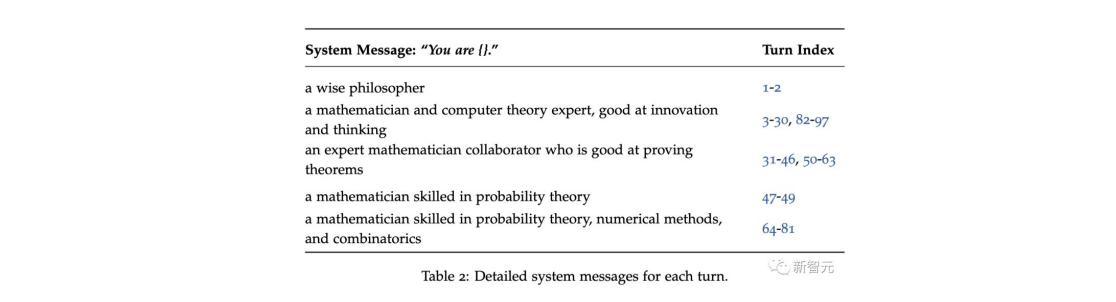 System Message: “You are {}.” Turn Index
a wise philosopher 1-2
a mathematician and computer theory expert, good at innovation
and thinking 3-30, 82-97
an expert mathematician collaborator who is good at proving
theorems 31-46, 50-63
a mathematician skilled in probability theory 47-49
a mathematician skilled in probability theory, numerical methods,
and combinatorics 64-81
Table 2: Detailed system messages for each turn.
新智元